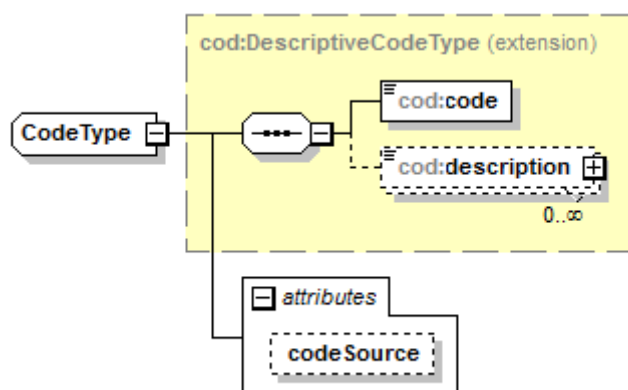 cod:DescriptiveCodeType (extension)
CodeType
cod:code
cod:description
0..∞
attributes
codeSource